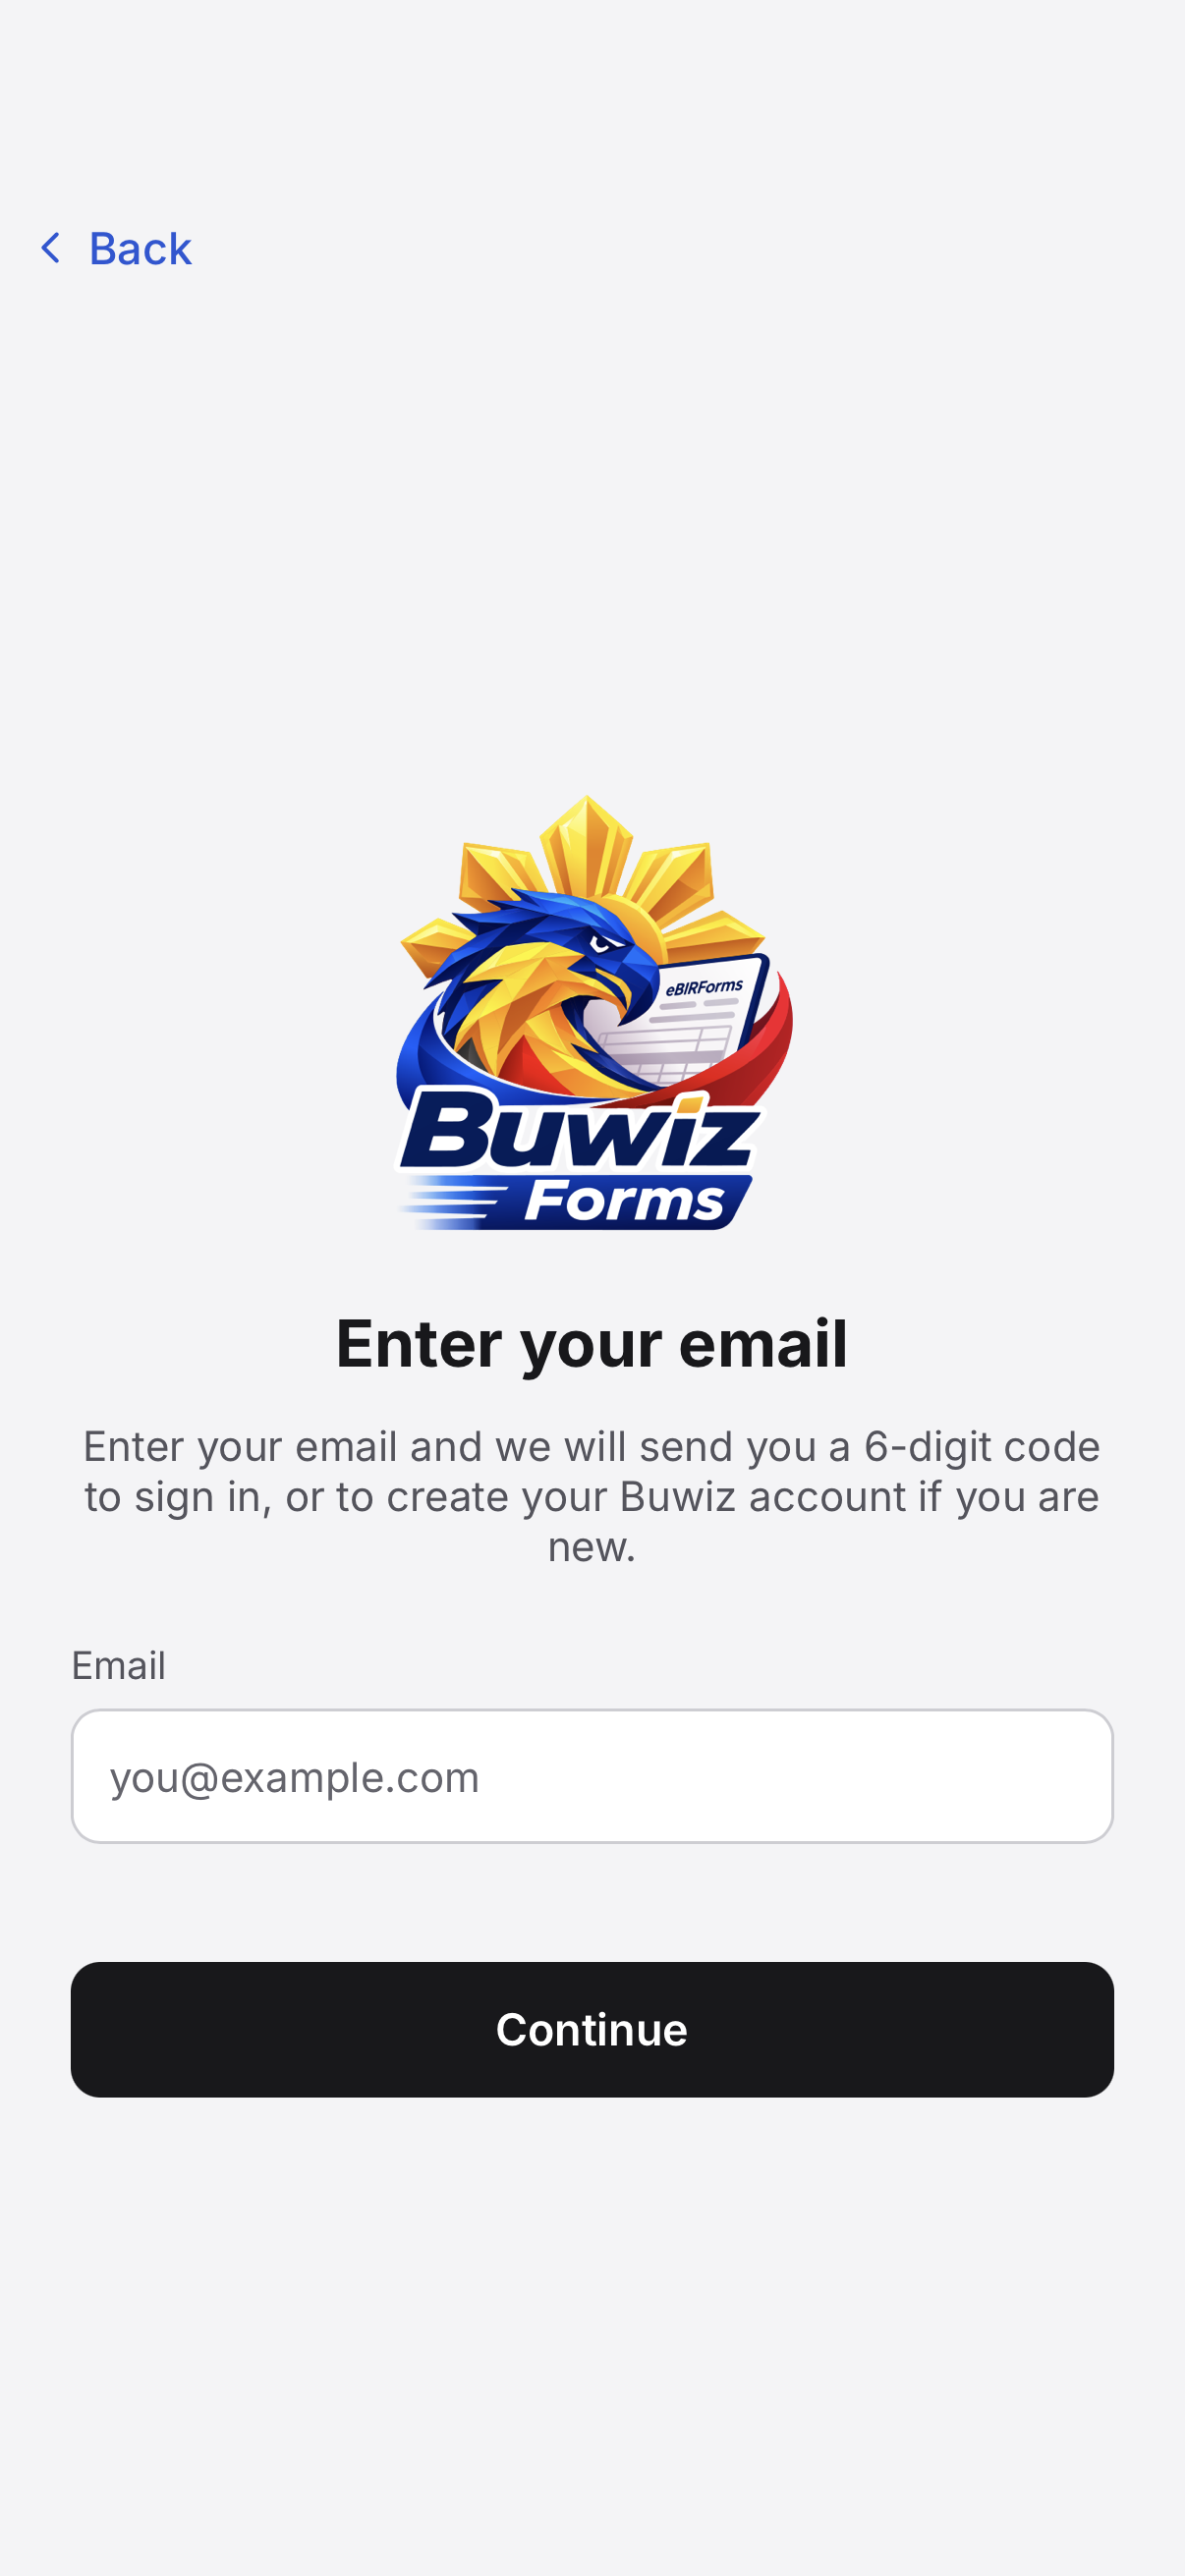 Back
eBIRForms
Buwiz
Forms
Enter your email
Enter your email and we will send you a 6-digit code
to sign in, or to create your Buwiz account if you are
new.
Email
you@example.com
Continue